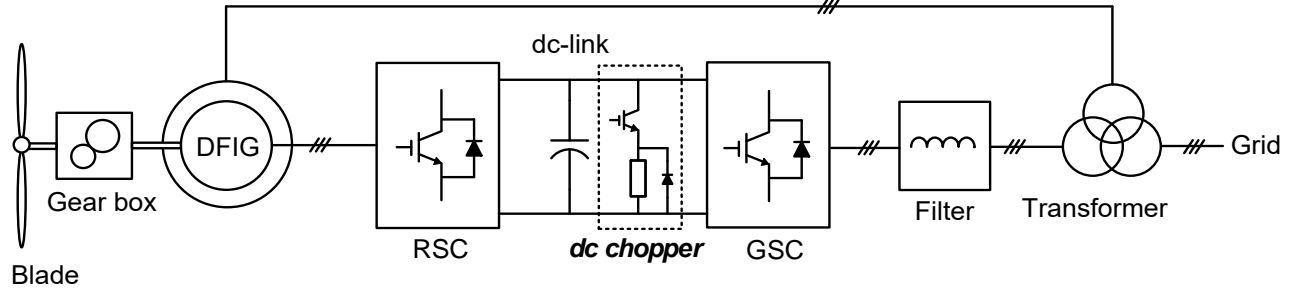 dc-link
DFIG
Grid
Gear box
Filter
Transformer
RSC
dc chopper
GSC
Blade